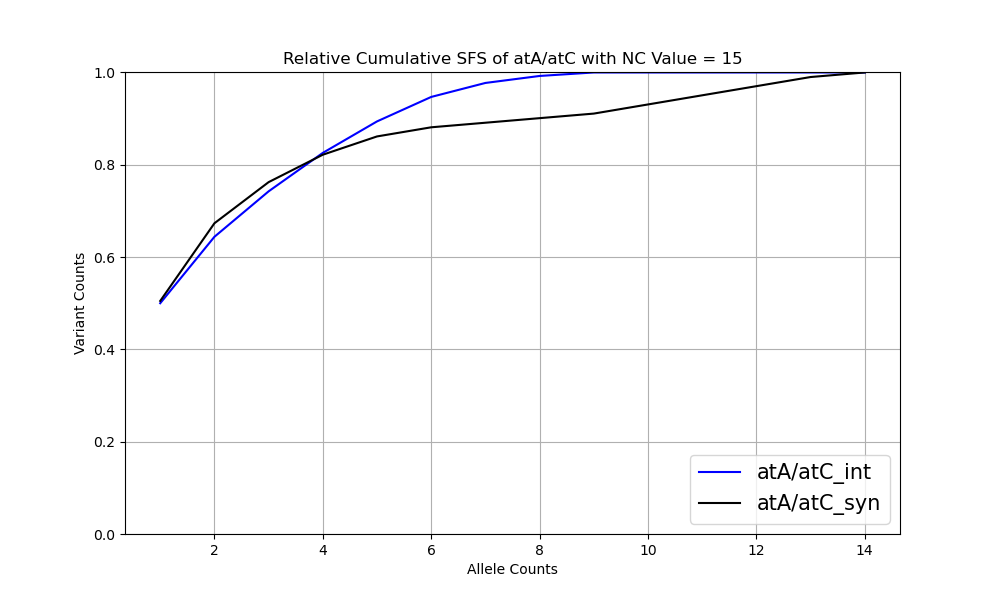 Relative Cumulative SFS of atA/atC with NC Value = 15
1.0
0.8
0.6
0.4
0.2
0.0
Variant Counts
2 4 6 8 10 12 14
Allele Counts
atA/atC_int
atA/atC_syn